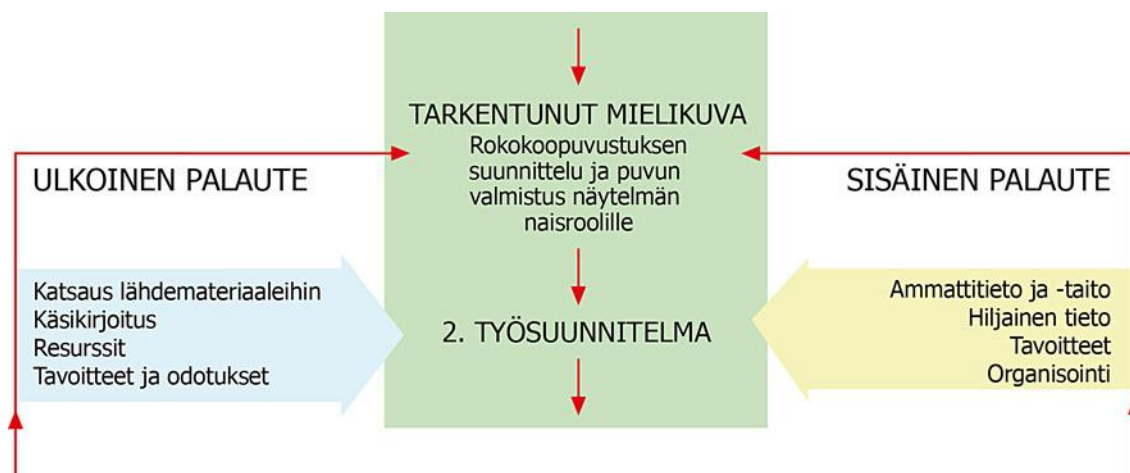 TARKENTUNUT MIELIKUVA
Rokokoopuvustuksen
suunnittelu ja puvun
valmistus näytelmän
naisroolille
ULKOINEN PALAUTE
SISÄINEN PALAUTE
Katsaus lähdemateriaaleihin
Käsikirjoitus
Resurssit
Tavoitteet ja odotukset
2. TYÖSUUNNITELMA
Ammattitieto ja -taito
Hiljainen tieto
Tavoitteet
Organisointi